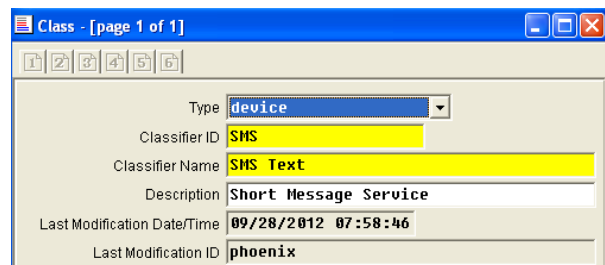 Class - [page 1 of 1]
1 2 3 4 5 6
Type device
Classifier ID SMS
Classifier Name SMS Text
Description Short Message Service
Last Modification Date/Time 09/28/2012 07:58:46
Last Modification ID phoenix